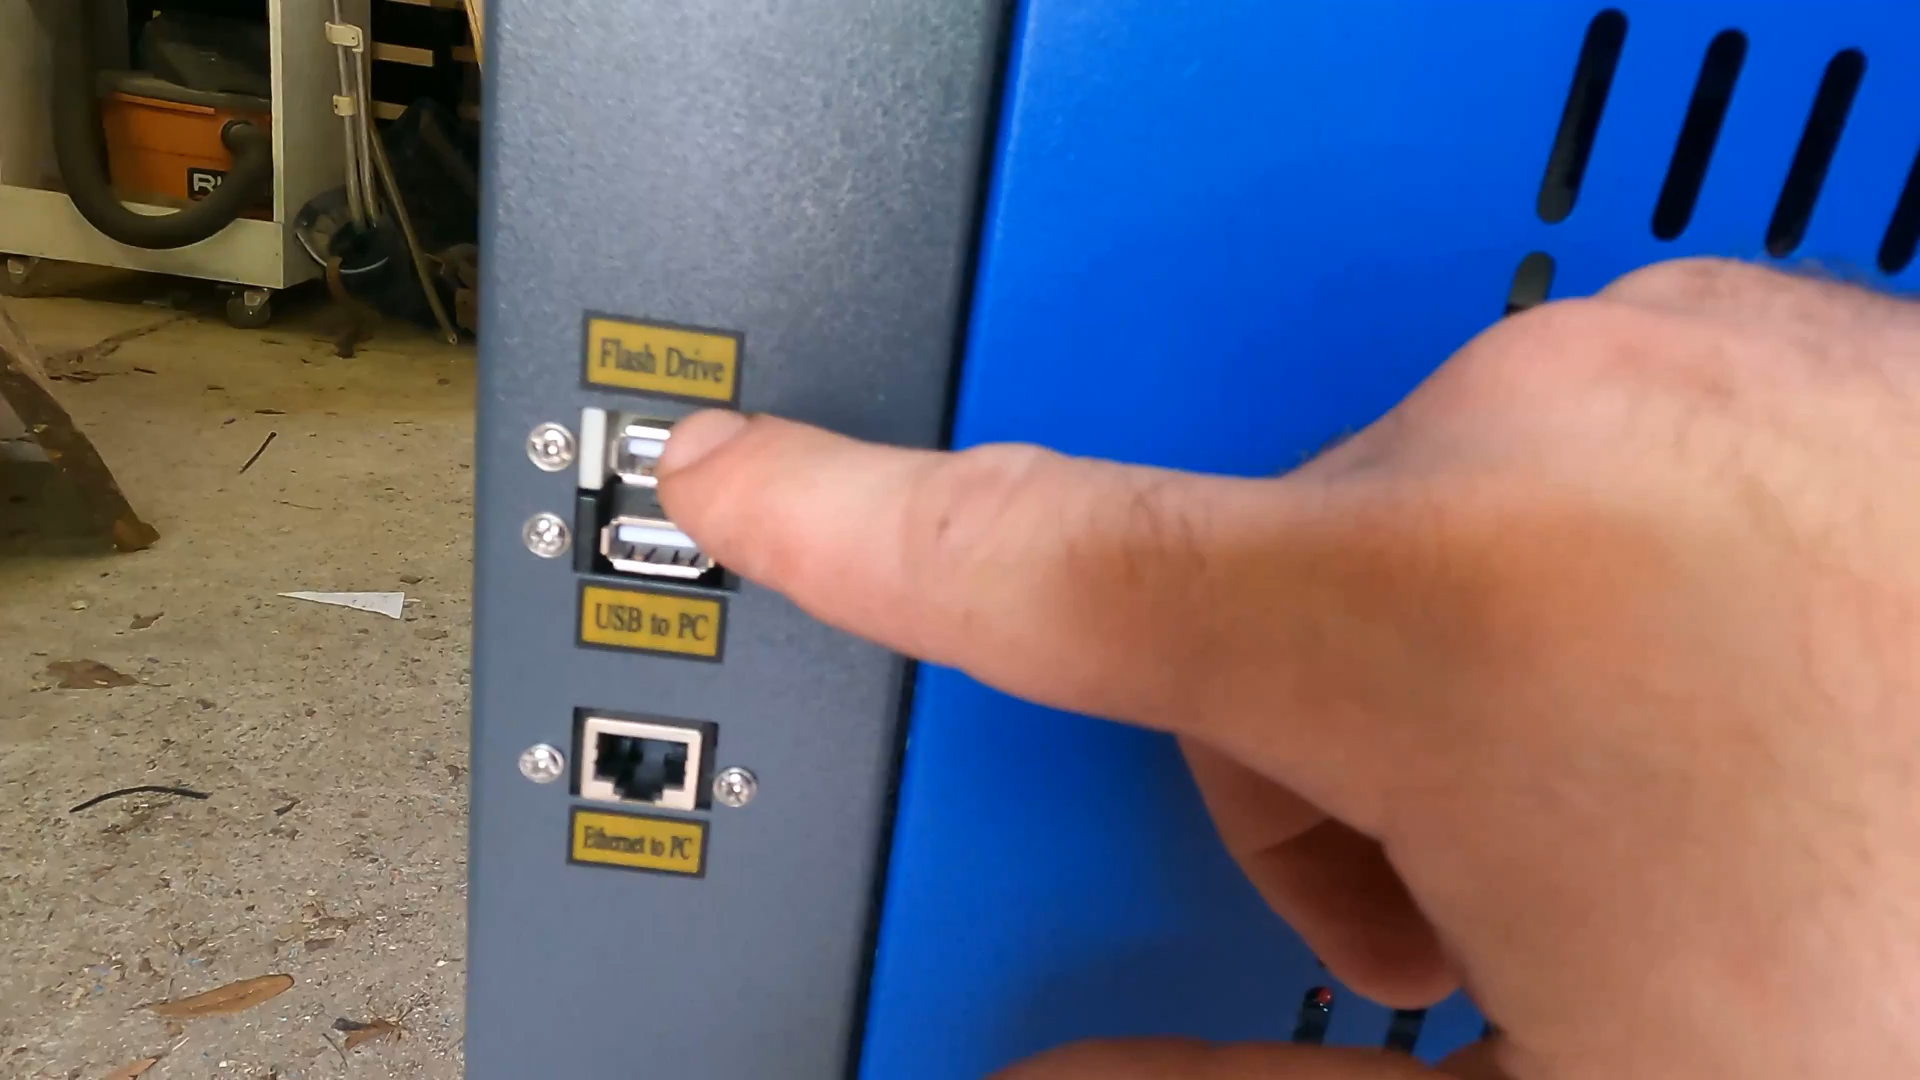 Flash Drive
USB to PC
Ethernet to PC